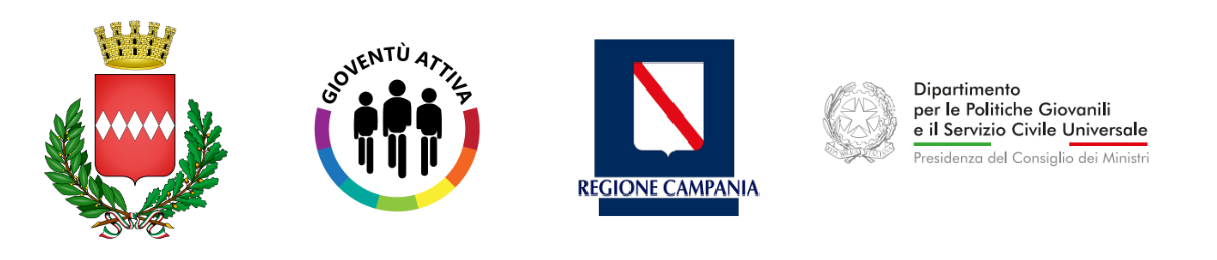 GIOVENTÙ ATTIVA
REGIONE CAMPANIA
Dipartimento
per le Politiche Giovanili
e il Servizio Civile Universale
Presidenza del Consiglio dei Ministri